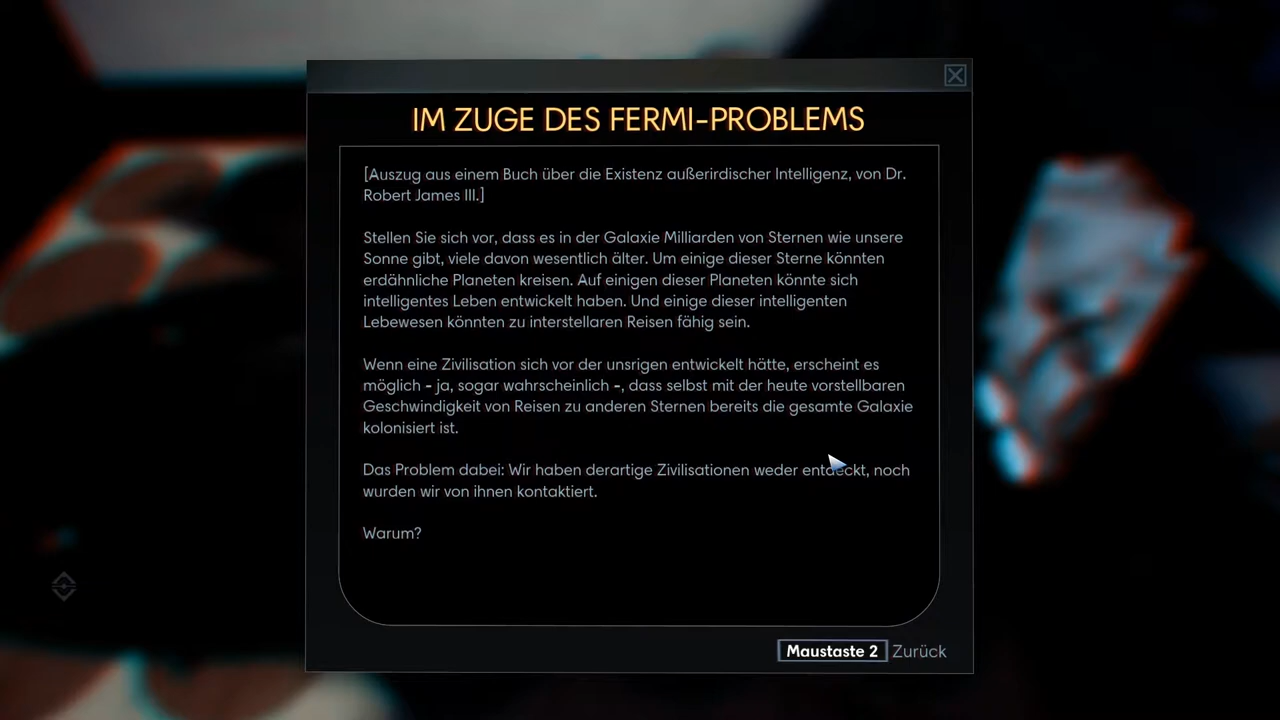 IM ZUGE DES FERMI-PROBLEMS
[Auszug aus einem Buch über die Existenz außerirdischer Intelligenz, von Dr.
Robert James III.]
Stellen Sie sich vor, dass es in der Galaxie Milliarden von Sternen wie unsere
Sonne gibt, viele davon wesentlich älter. Um einige dieser Sterne könnten
erdähnliche Planeten kreisen. Auf einigen dieser Planeten könnte sich
intelligentes Leben entwickelt haben. Und einige dieser intelligenten
Lebewesen könnten zu interstellaren Reisen fähig sein.
Wenn eine Zivilisation sich vor der unsrigen entwickelt hätte, erscheint es
möglich - ja, sogar wahrscheinlich -, dass selbst mit der heute vorstellbaren
Geschwindigkeit von Reisen zu anderen Sternen bereits die gesamte Galaxie
kolonisiert ist.
Das Problem dabei: Wir haben derartige Zivilisationen weder entdeckt, noch
wurden wir von ihnen kontaktiert.
Warum?
Maustaste 2 Zurück